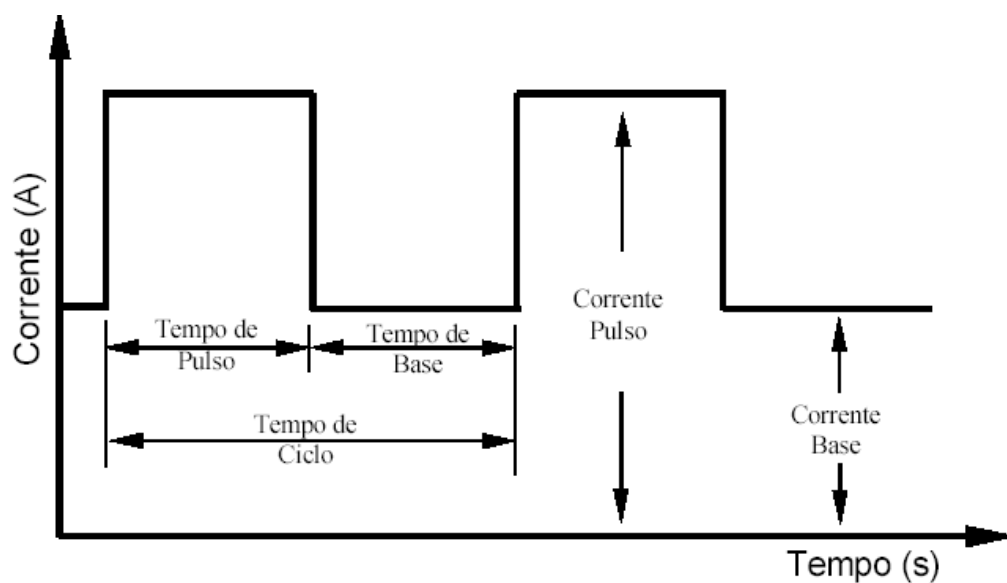 Corrente (A)
Tempo de
Pulso
Tempo de
Base
Tempo de
Ciclo
Corrente
Pulso
Corrente
Base
Tempo (s)